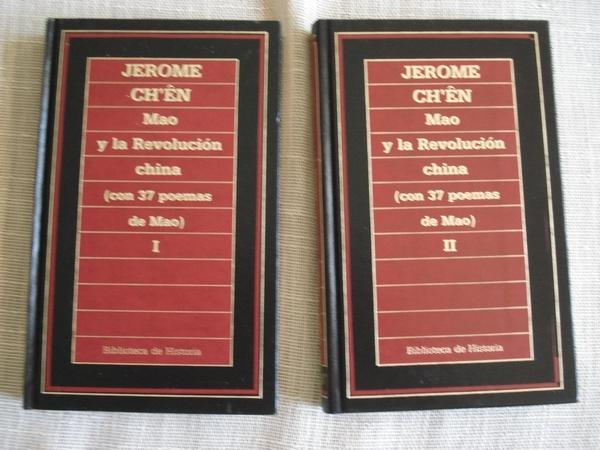 JEROME
CH'ÊN
Mao
y la Revolución
china
(con 37 poemas
de Mao)
I
Biblioteca de Historia
JEROME
CH'ÊN
Mao
y la Revolución
china
(con 37 poemas
de Mao)
II
Biblioteca de Historia